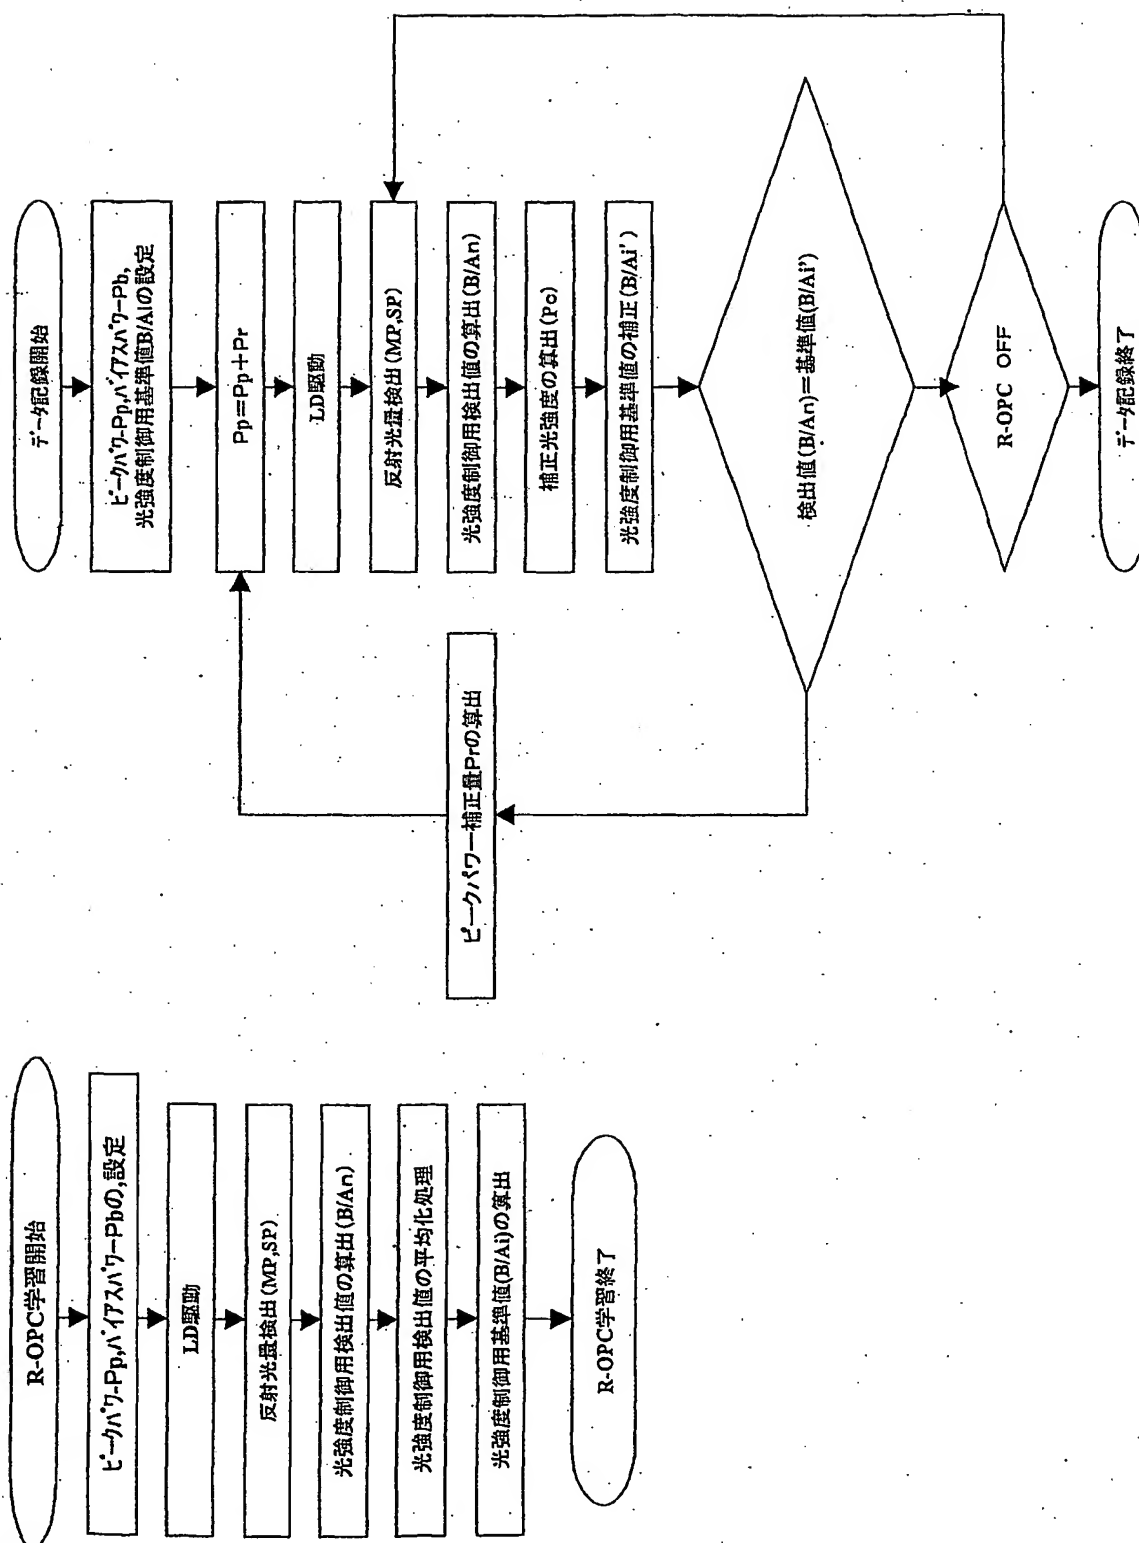 R-OPC学習開始
ピークパワーPp,バイアスパワーPbの,設定
LD駆動
反射光量検出(MP,SP)
光強度制御用検出値の算出(B/An)
光強度制御用検出値の平均化処理
光強度制御用基準値(B/Ai)の算出
R-OPC学習終了
データ記録開始
ピークパワーPp,バイアスパワーPb,
光強度制御用基準値B/Aiの設定
Pp=Pp+Pr
LD駆動
反射光量検出(MP,SP)
光強度制御用検出値の算出(B/An)
補正光強度の算出(Pc)
光強度制御用基準値の補正(B/Ai')
検出値(B/An)=基準値(B/Ai')
ピークパワー補正量Prの算出
R-OPC OFF
データ記録終了